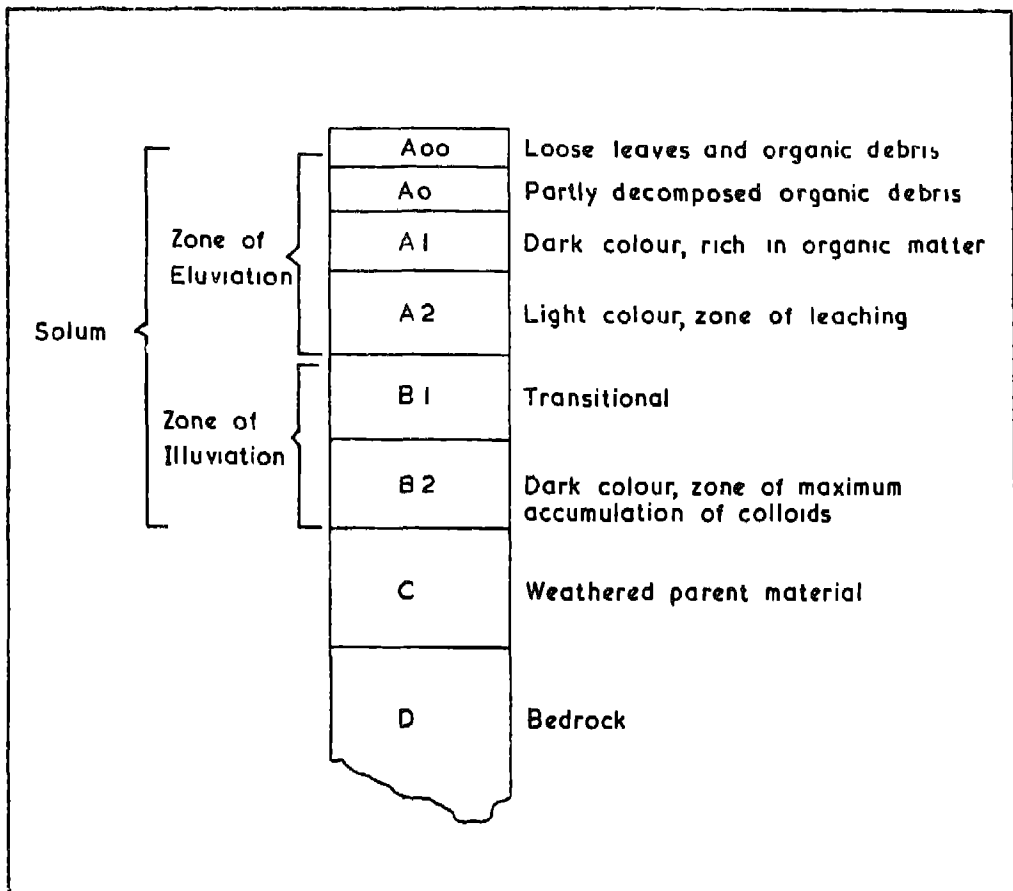 Aoo Loose leaves and organic debris
Ao Partly decomposed organic debris
Zone of
Eluviation
A1 Dark colour, rich in organic matter
A2 Light colour, zone of leaching
Solum
B1 Transitional
Zone of
Illuviation
B2 Dark colour, zone of maximum
accumulation of colloids
C Weathered parent material
D Bedrock